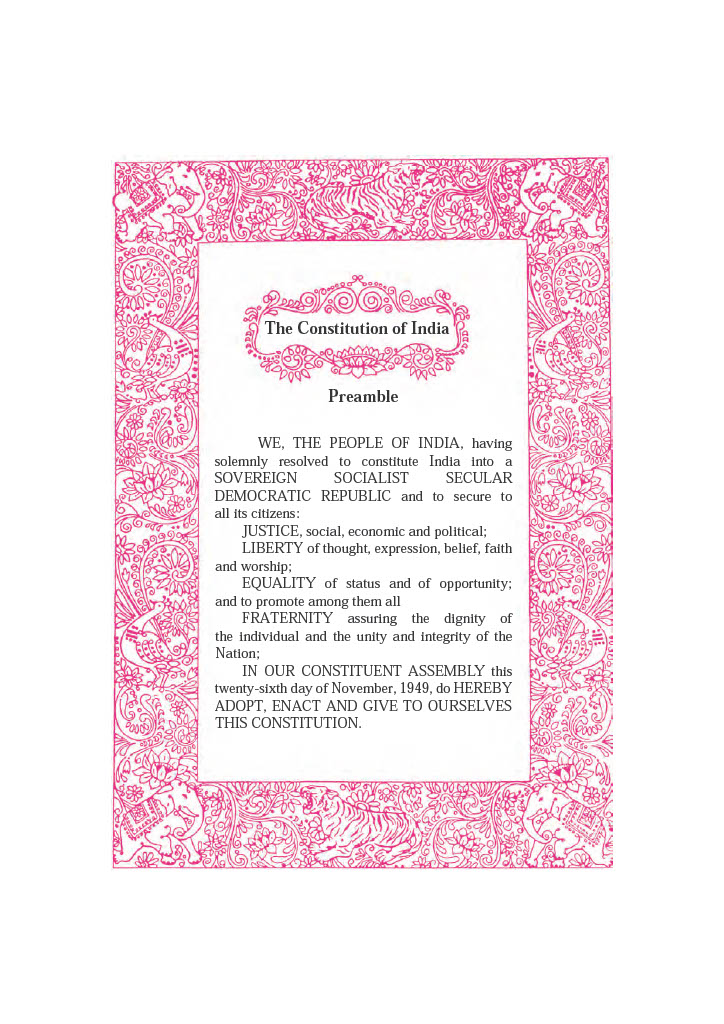 The Constitution of India
Preamble
WE, THE PEOPLE OF INDIA, having
solemnly resolved to constitute India into a
SOVEREIGN SOCIALIST SECULAR
DEMOCRATIC REPUBLIC and to secure to
all its citizens:
JUSTICE, social, economic and political;
LIBERTY of thought, expression, belief, faith
and worship;
EQUALITY of status and of opportunity;
and to promote among them all
FRATERNITY assuring the dignity of
the individual and the unity and integrity of the
Nation;
IN OUR CONSTITUENT ASSEMBLY this
twenty-sixth day of November, 1949, do HEREBY
ADOPT, ENACT AND GIVE TO OURSELVES
THIS CONSTITUTION.